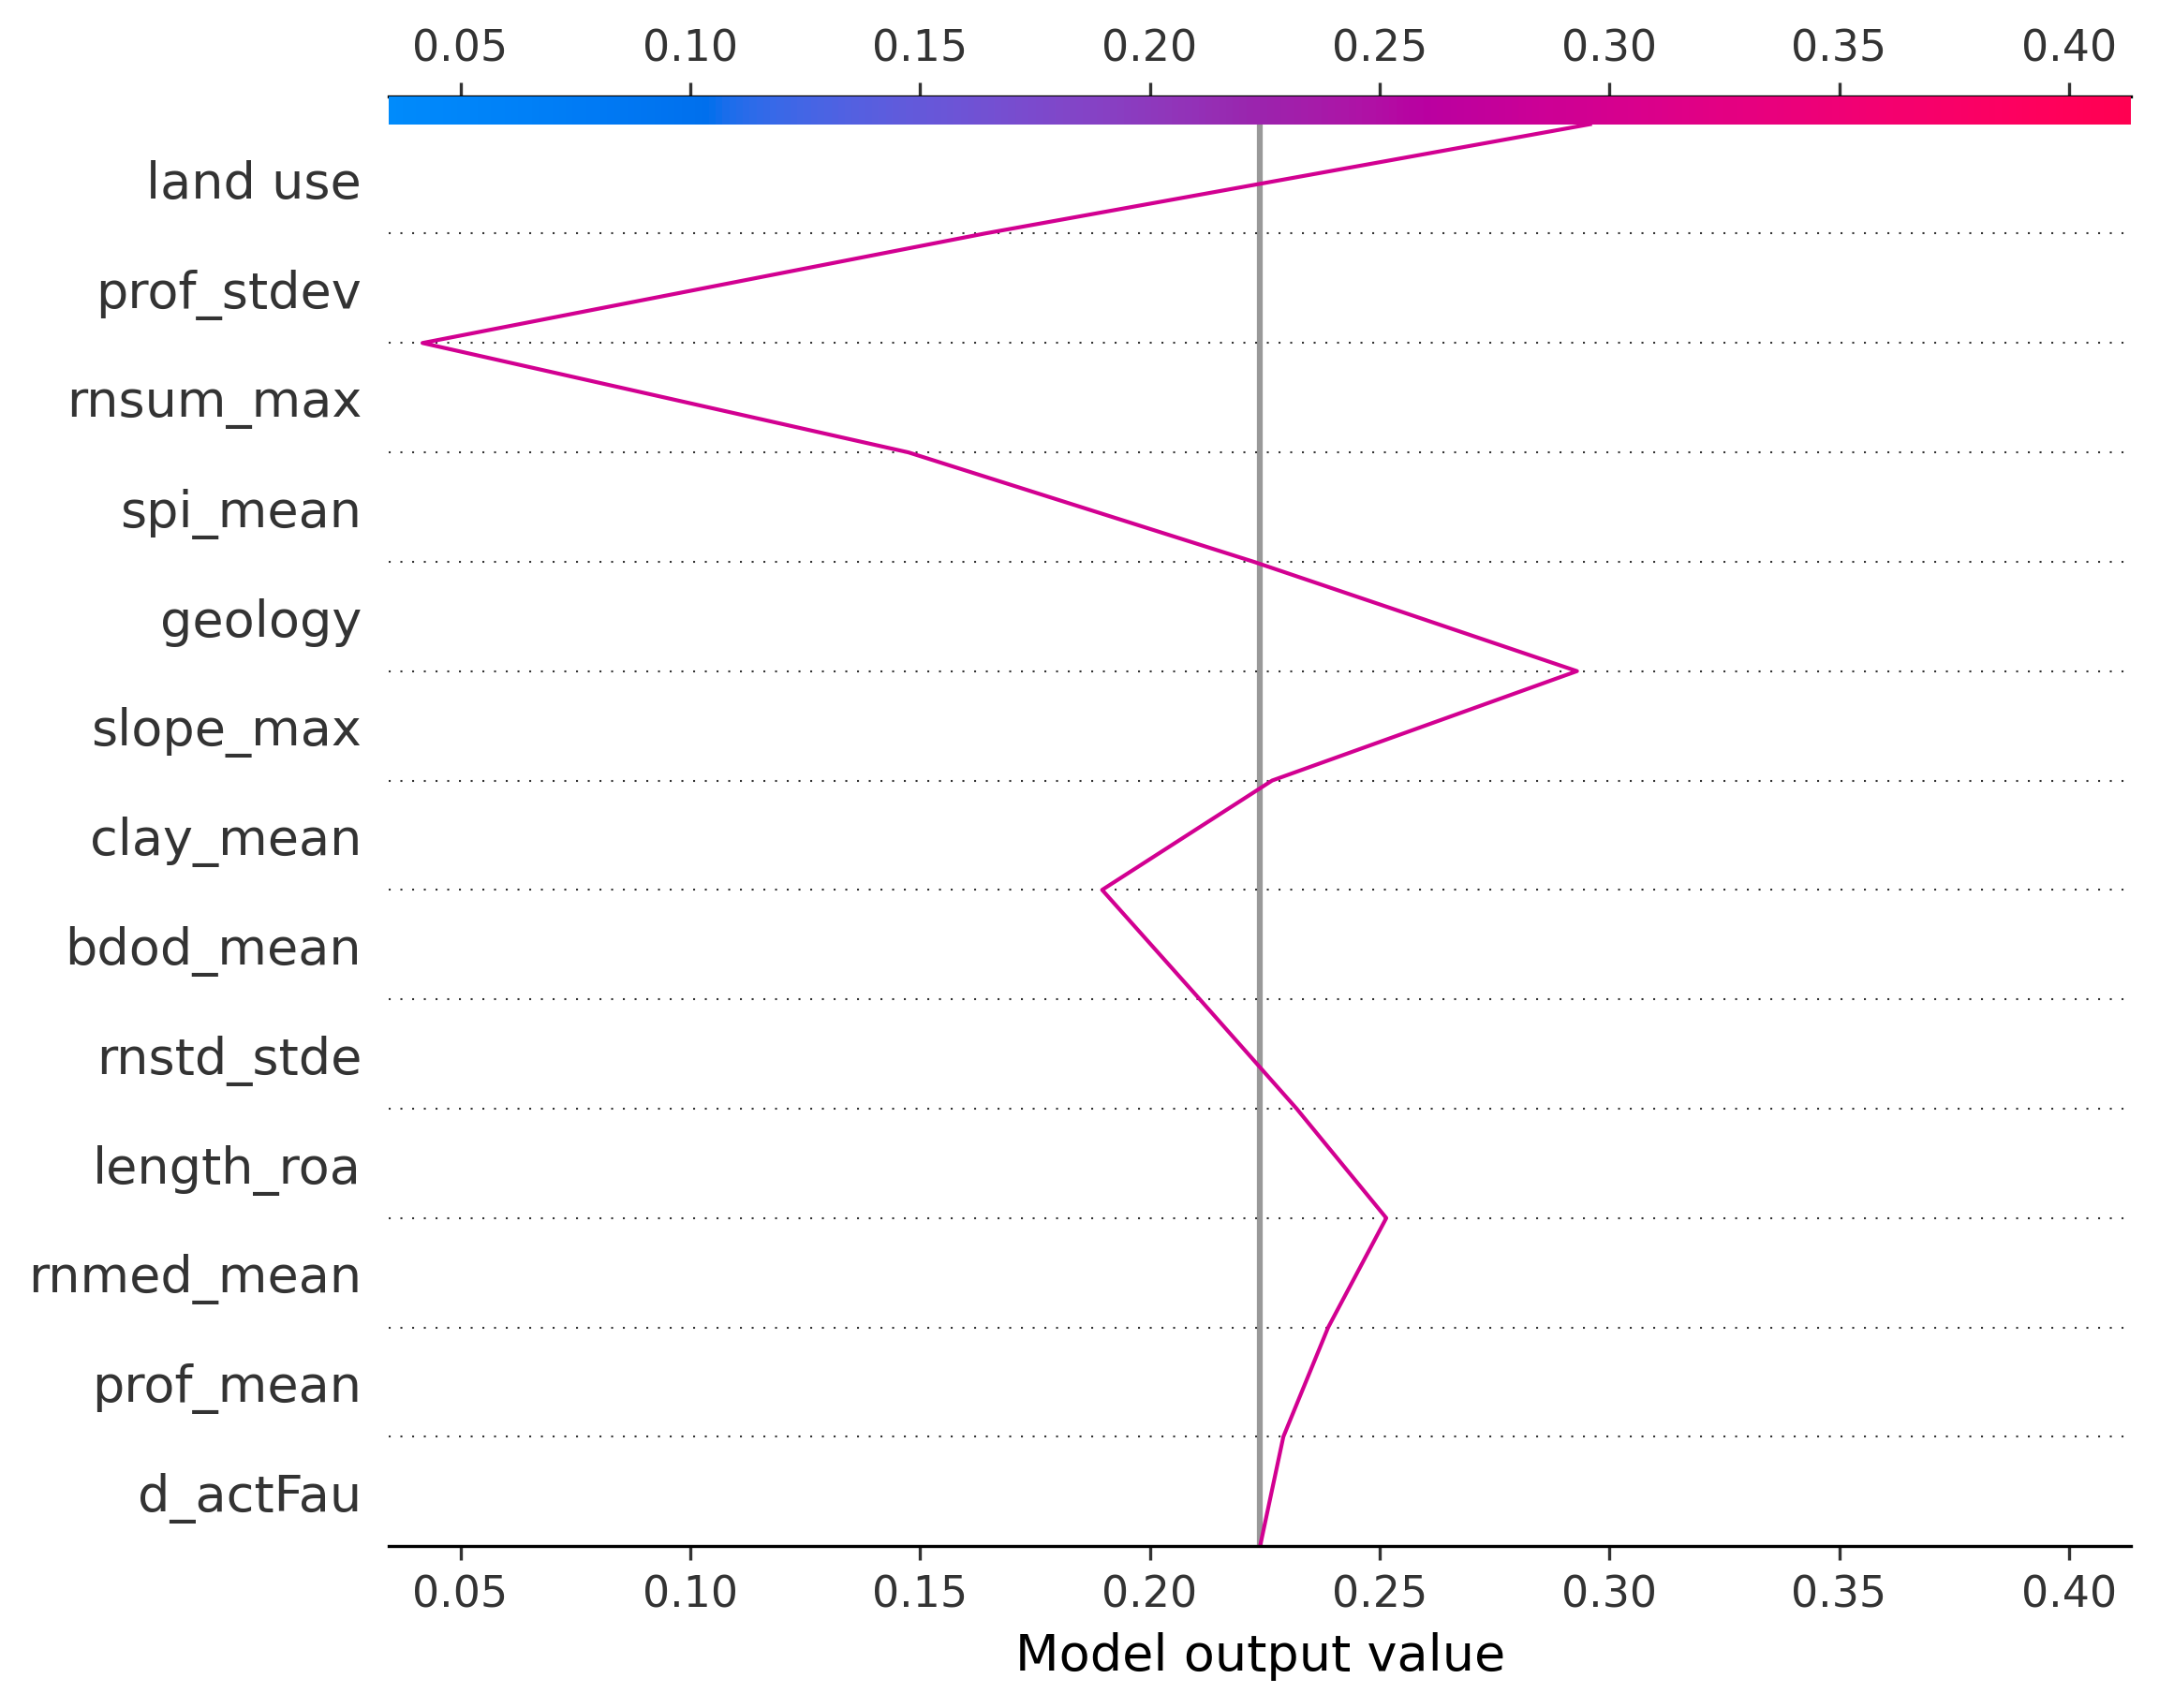 0.05 0.10 0.15 0.20 0.25 0.30 0.35 0.40
land use
prof_stdev
rnsum_max
spi_mean
geology
slope_max
clay_mean
bdod_mean
rnstd_stde
length_roa
rnmed_mean
prof_mean
d_actFau
0.05 0.10 0.15 0.20 0.25 0.30 0.35 0.40
Model output value